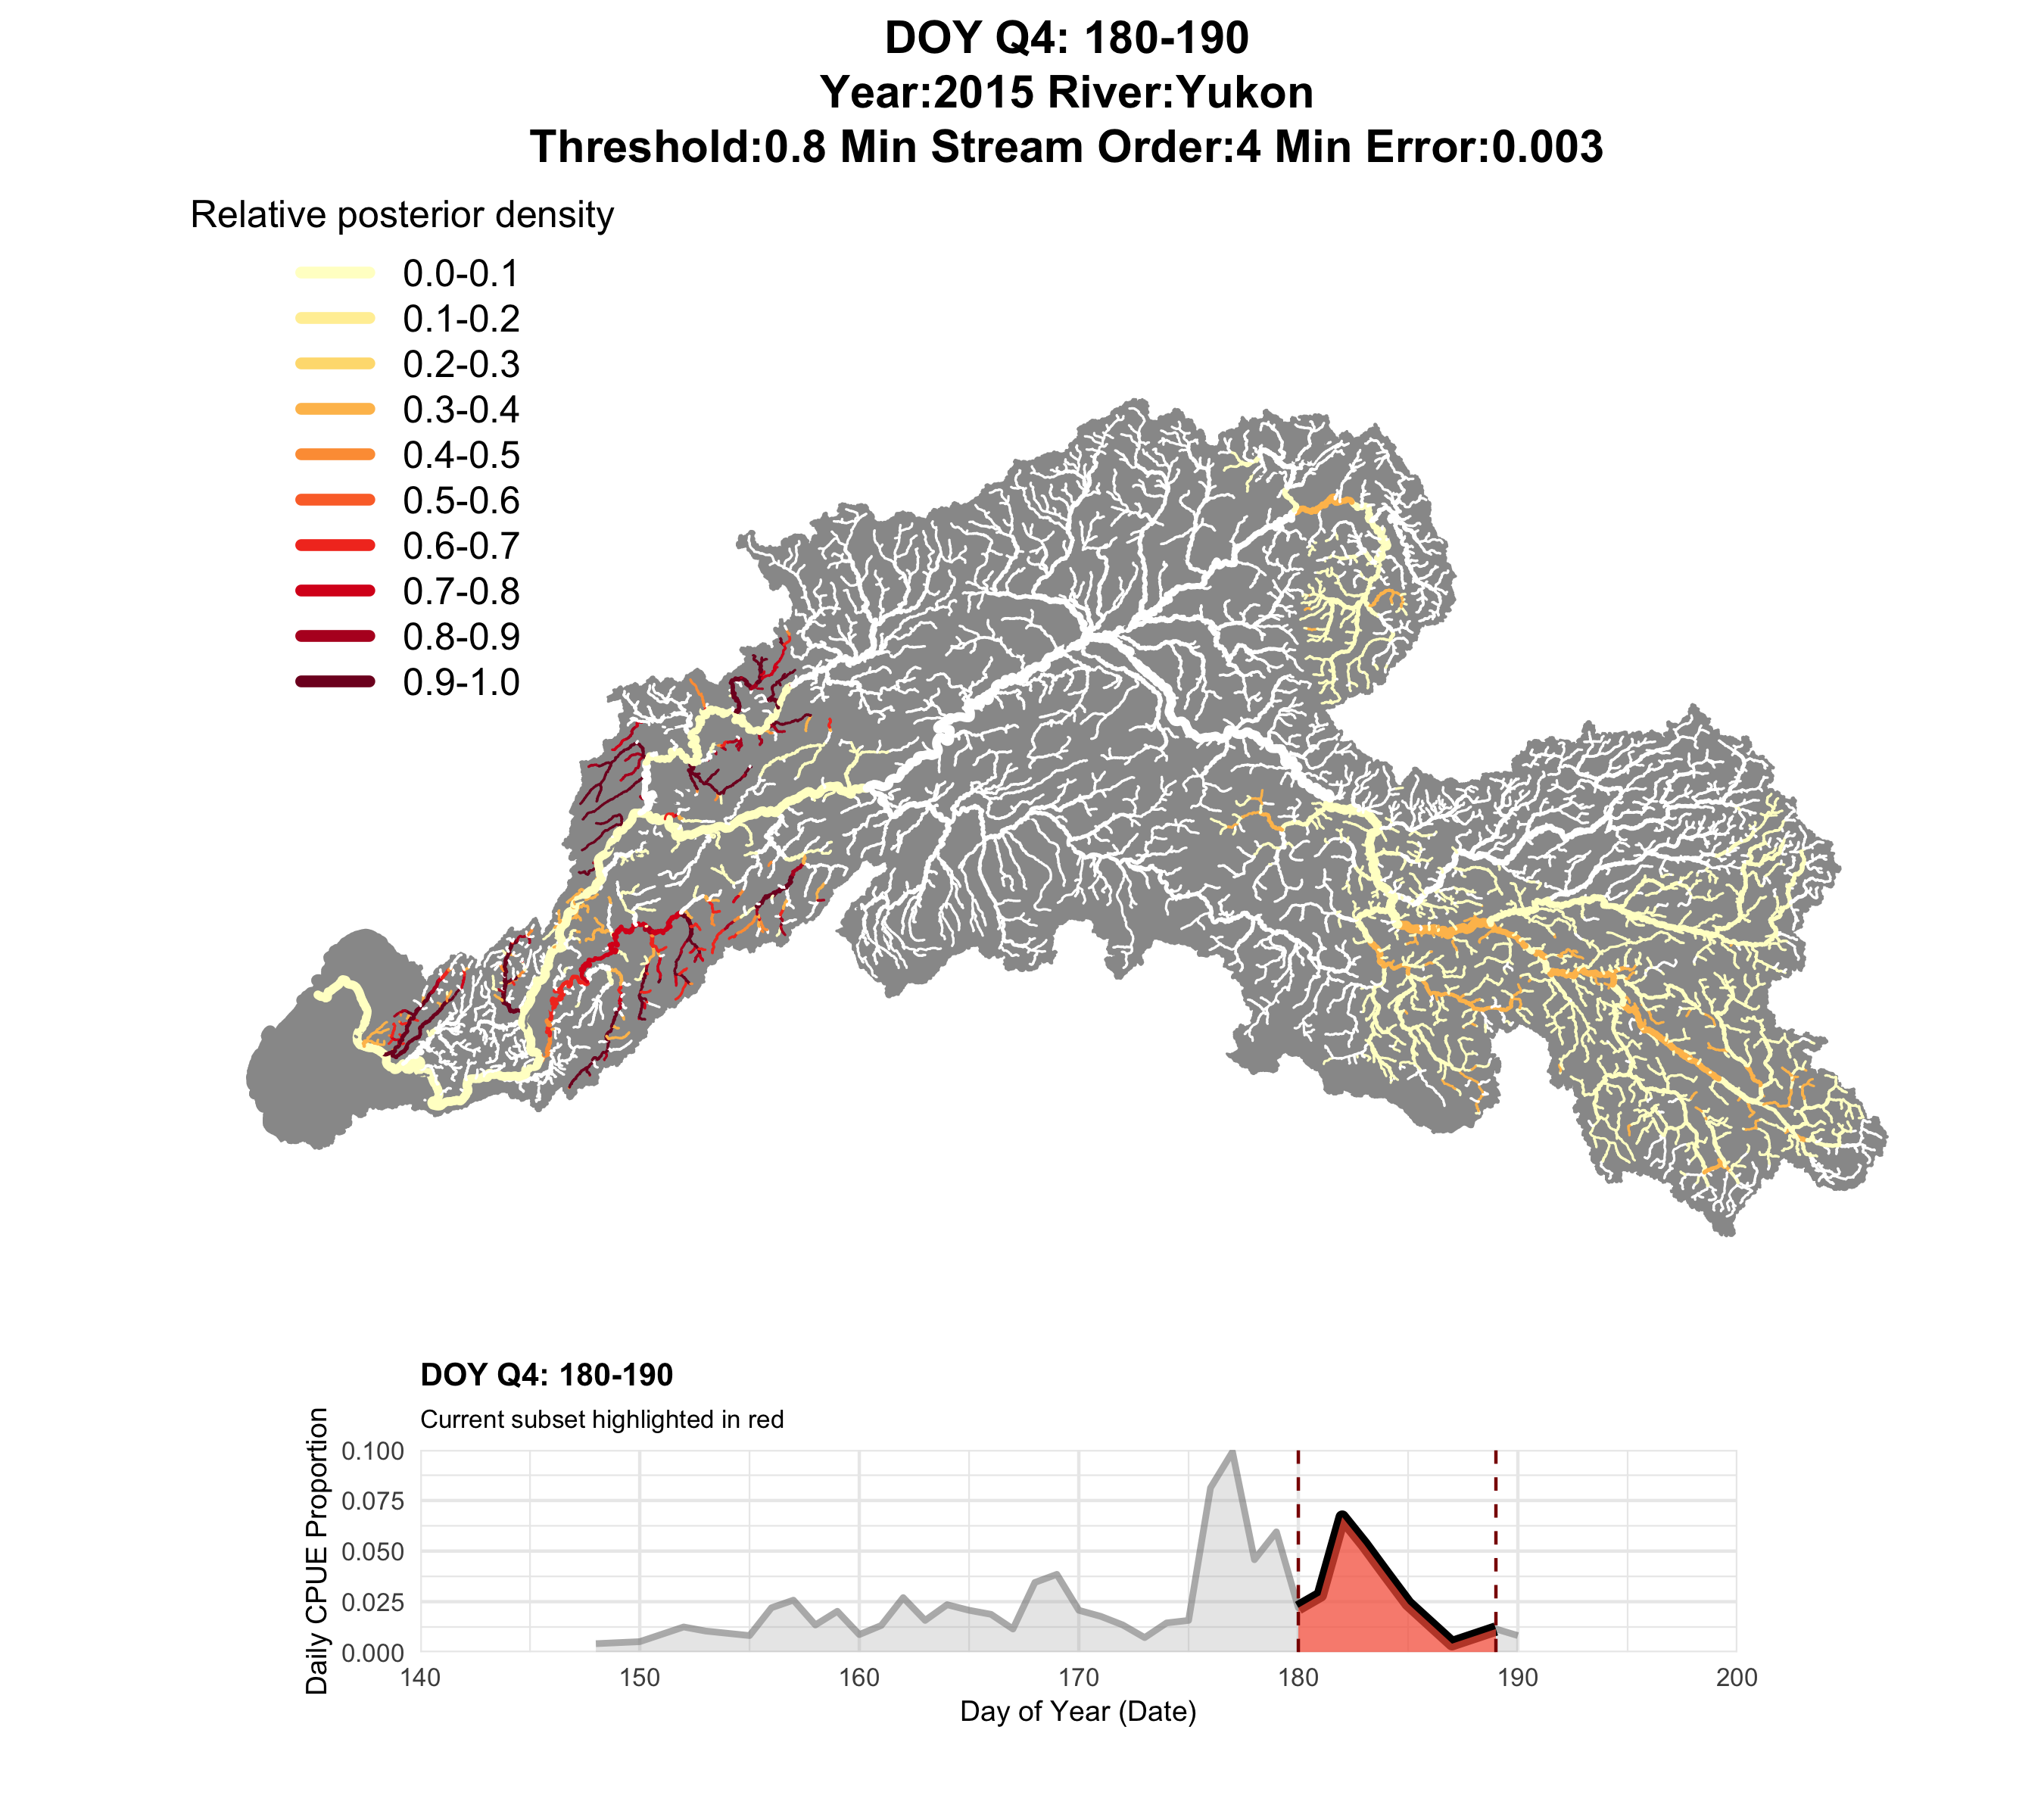 DOY Q4: 180-190
Year:2015 River:Yukon
Threshold:0.8 Min Stream Order:4 Min Error:0.003
Relative posterior density
0.0-0.1
0.1-0.2
0.2-0.3
0.3-0.4
0.4-0.5
0.5-0.6
0.6-0.7
0.7-0.8
0.8-0.9
0.9-1.0
DOY Q4: 180-190
Current subset highlighted in red
Daily CPUE Proportion
0.100
0.075
0.050
0.025
0.000
140 150 160 170 180 190 200
Day of Year (Date)